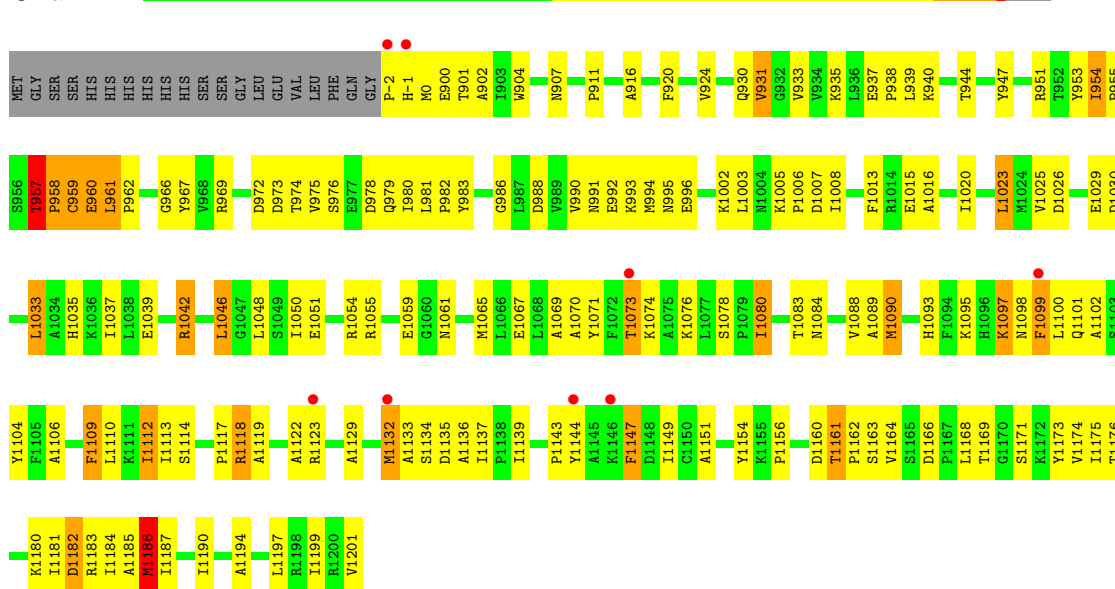 MET GLY SER SER HIS HIS HIS HIS HIS HIS SER SER GLY LEU GLU VAL LEU PHE GLN GLY P-2 H-1 M0 E900 T901 A902 I903 W904 N907 P911 A916 F920 V924 Q930 V931 G932 V933 V934 K935 L936 E937 P938 L939 K940 T944 Y947 R951 T952 Y953 I954
S956 T957 P958 C959 E960 L961 P962 G966 Y967 V968 R969 D972 D973 T974 V975 S976 E977 D978 Q979 I980 L981 P982 Y983 G986 L987 D988 V989 V990 N991 E992 K993 M994 N995 E996 K1002 L1003 N1004 K1005 P1006 D1007 I1008 F1013 R1014 E1015 A1016 I1020 L1023 M1024 V1025 D1026 E1029 D1030
L1033 A1034 H1035 K1036 I1037 L1038 E1039 R1042 L1046 G1047 L1048 S1049 I1050 E1051 R1054 R1055 E1059 G1060 N1061 M1065 L1066 E1067 L1068 A1069 A1070 Y1071 F1072 T1073 K1074 A1075 K1076 L1077 S1078 P1079 I1080 T1083 N1084 V1088 A1089 M1090 H1093 F1094 K1095 H1096 K1097 N1098 F1099 L1100 Q1101 A1102
Y1104 F1105 A1106 F1109 L1110 K1111 I1112 I1113 S1114 P1117 R1118 A1119 A1122 R1123 A1129 M1132 A1133 S1134 D1135 A1136 I1137 P1138 I1139 P1143 Y1144 A1145 K1146 F1147 D1148 I1149 C1150 A1151 Y1154 K1155 P1156 D1160 T1161 P1162 S1163 V1164 S1165 D1166 P1167 L1168 T1169 G1170 S1171 K1172 Y1173 V1174 I1175 T1176
K1180 I1181 D1182 R1183 I1184 A1185 M1186 I1187 I1190 A1194 L1197 R1198 I1199 R1200 V1201